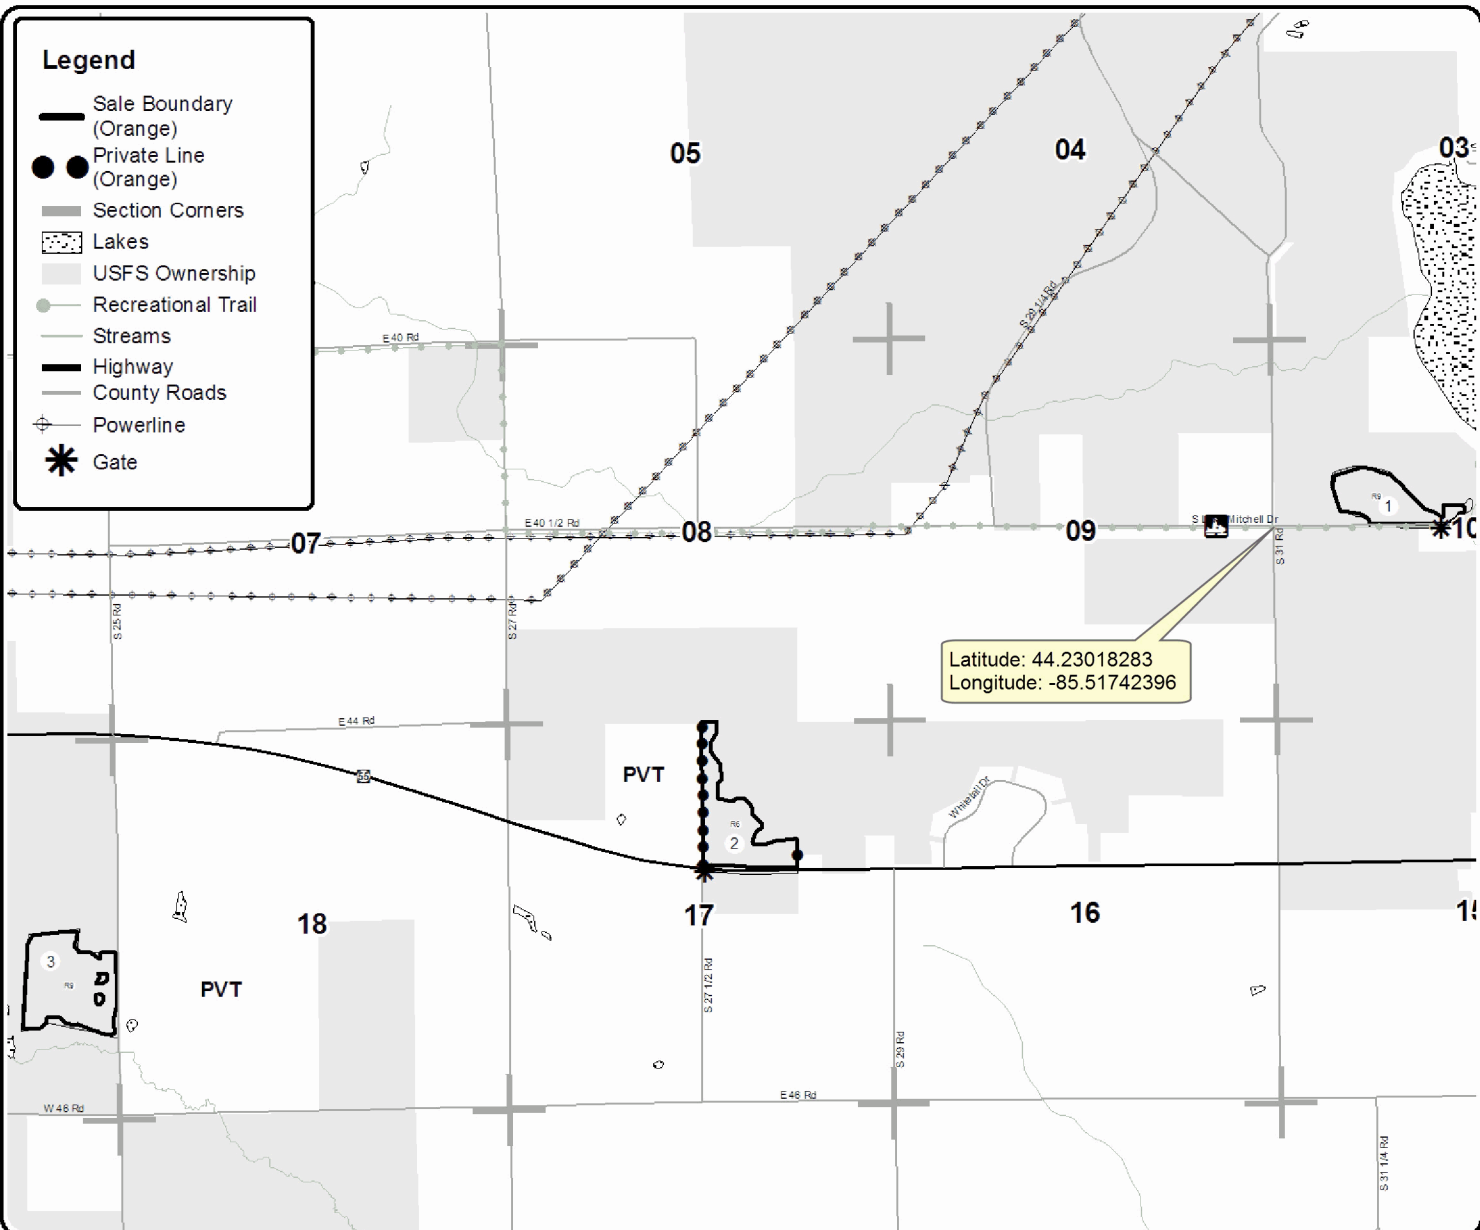 Legend
Sale Boundary
(Orange)
Private Line
(Orange)
Section Corners
Lakes
USFS Ownership
Recreational Trail
Streams
Highway
County Roads
Powerline
Gate
05
04
03
S 29 1/4 Rd
E 40 Rd
R9
1
E 40 1/2 Rd
07
08
09
S Mitchell Dr
10
S 31 Rd
S 25 Rd
S 27 Rd
Latitude: 44.23018283
Longitude: -85.51742396
E 44 Rd
55
PVT
Whitetail Dr
R6
2
18
17
16
15
3
R9
PVT
S 27 1/2 Rd
S 29 Rd
W 46 Rd
E 46 Rd
S 31 1/4 Rd